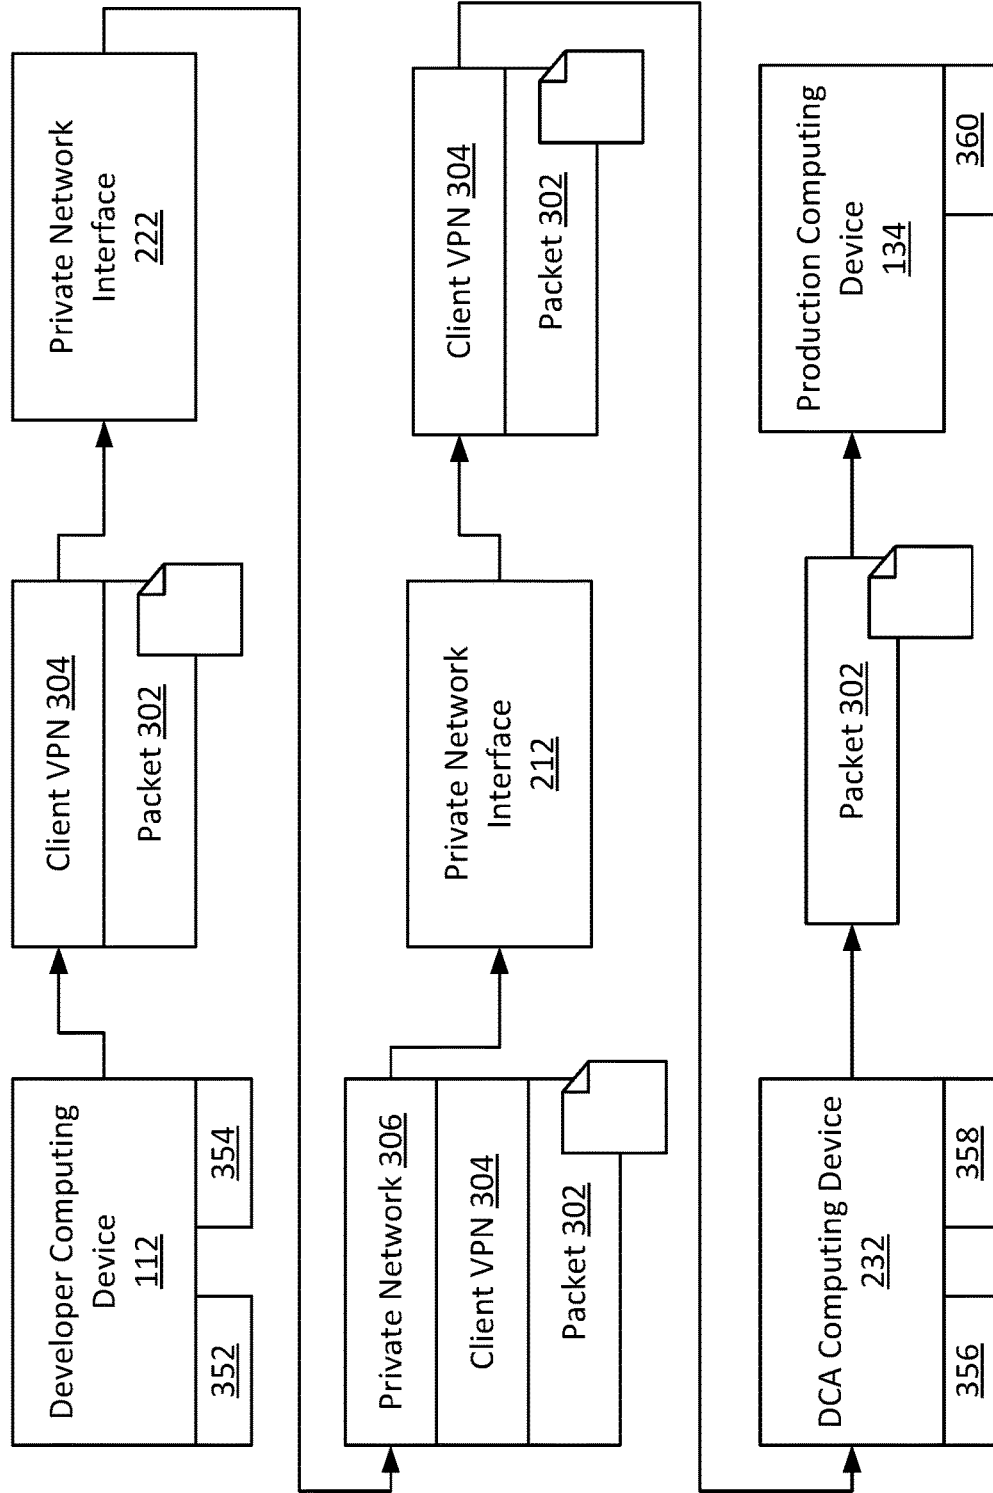 Developer Computing
Device
112
352
354
Client VPN 304
Packet 302
Private Network
Interface
222
Private Network 306
Client VPN 304
Packet 302
Private Network
Interface
212
Client VPN 304
Packet 302
DCA Computing Device
232
356
358
Packet 302
Production Computing
Device
134
360